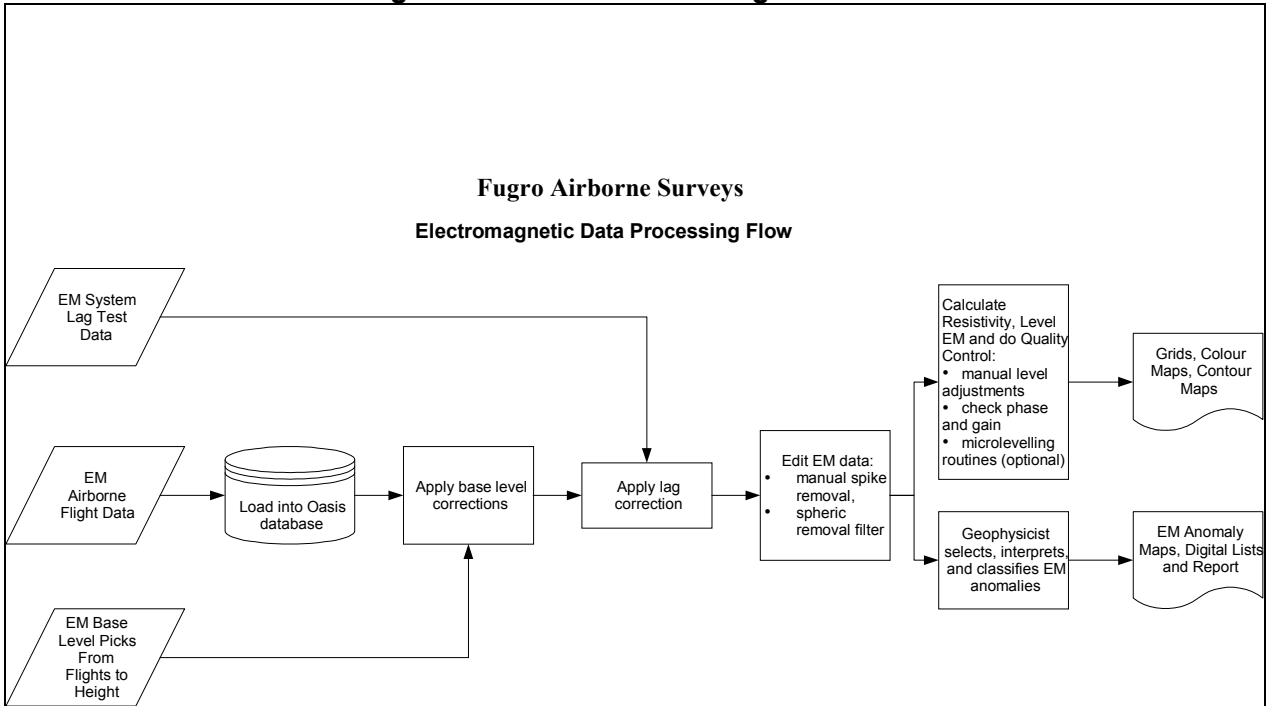 Fugro Airborne Surveys
Electromagnetic Data Processing Flow
EM System
Lag Test
Data
EM
Airborne
Flight Data
EM Base
Level Picks
From
Flights to
Height
Load into Oasis
database
Apply base level
corrections
Apply lag
correction
Edit EM data:
• manual spike
removal,
• spheric
removal filter
Calculate
Resistivity, Level
EM and do Quality
Control:
• manual level
adjustments
• check phase
and gain
• microlevelling
routines (optional)
Geophysicist
selects, interprets,
and classifies EM
anomalies
Grids, Colour
Maps, Contour
Maps
EM Anomaly
Maps, Digital Lists
and Report